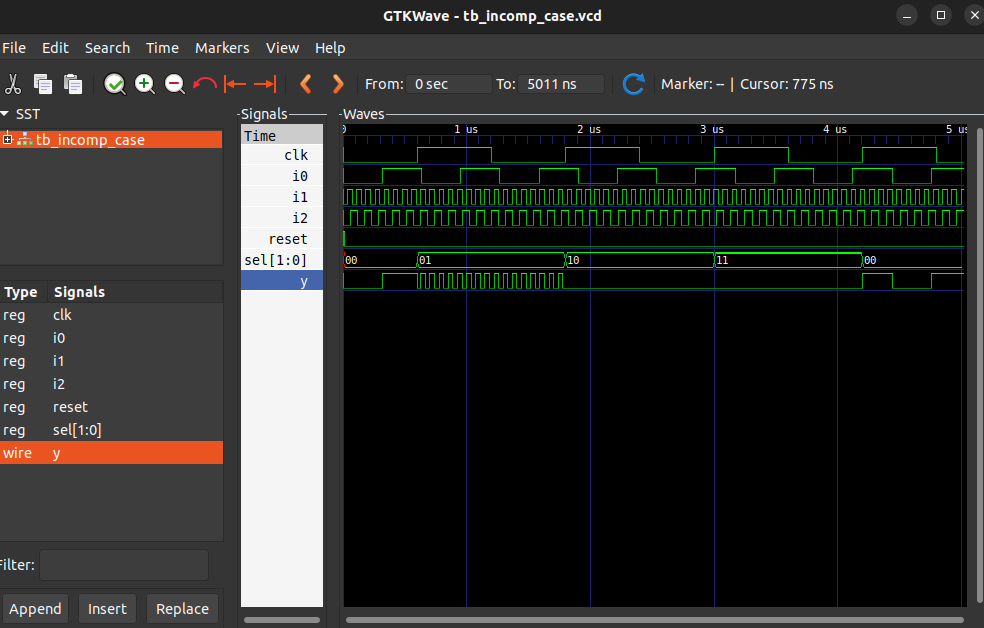 GTKWave - tb_incomp_case.vcd
File Edit Search Time Markers View Help
From: 0 sec To: 5011 ns Marker: -- | Cursor: 775 ns
SST
tb_incomp_case
Type Signals
reg clk
reg i0
reg i1
reg i2
reg reset
reg sel[1:0]
wire y
Filter:
Append Insert Replace
Signals
Time
clk
i0
i1
i2
reset
sel[1:0]
y
Waves
0 1 us 2 us 3 us 4 us 5 us
00 01 10 11 00